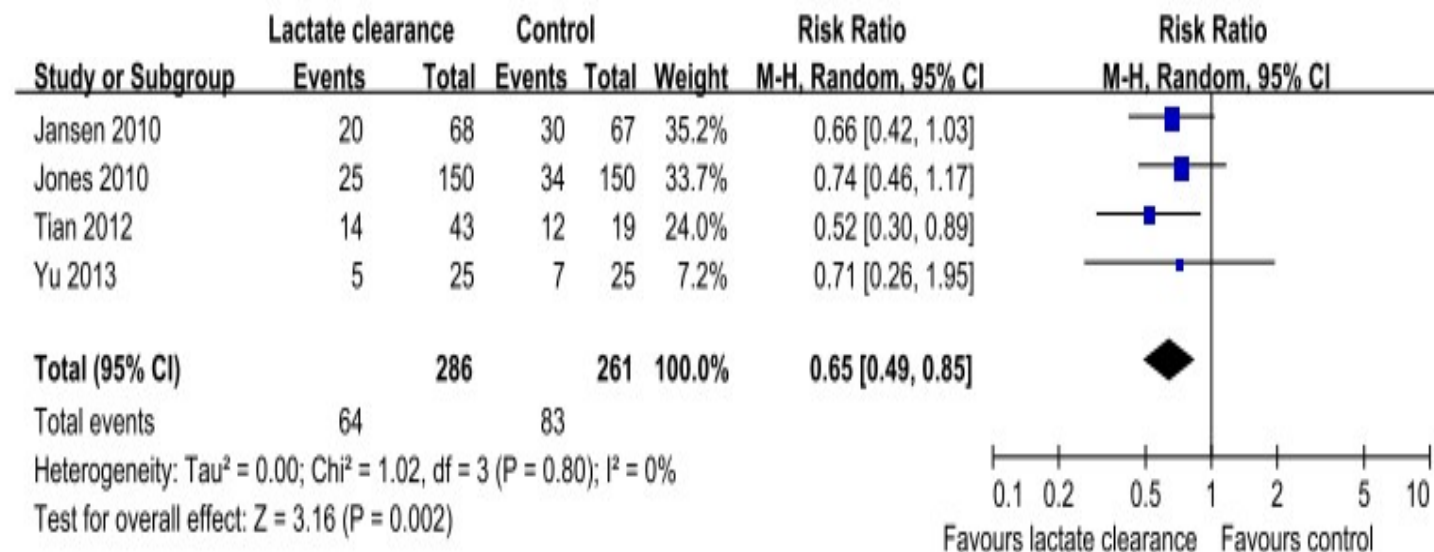 Lactate clearance Control Risk Ratio Risk Ratio
Study or Subgroup Events Total Events Total Weight M-H, Random, 95% CI M-H, Random, 95% CI
Jansen 2010 20 68 30 67 35.2% 0.66 [0.42, 1.03]
Jones 2010 25 150 34 150 33.7% 0.74 [0.46, 1.17]
Tian 2012 14 43 12 19 24.0% 0.52 [0.30, 0.89]
Yu 2013 5 25 7 25 7.2% 0.71 [0.26, 1.95]
Total (95% CI) 286 261 100.0% 0.65 [0.49, 0.85]
Total events 64 83
Heterogeneity: Tau² = 0.00; Chi² = 1.02, df = 3 (P = 0.80); I² = 0%
Test for overall effect: Z = 3.16 (P = 0.002)
0.1 0.2 0.5 1 2 5 10
Favours lactate clearance Favours control